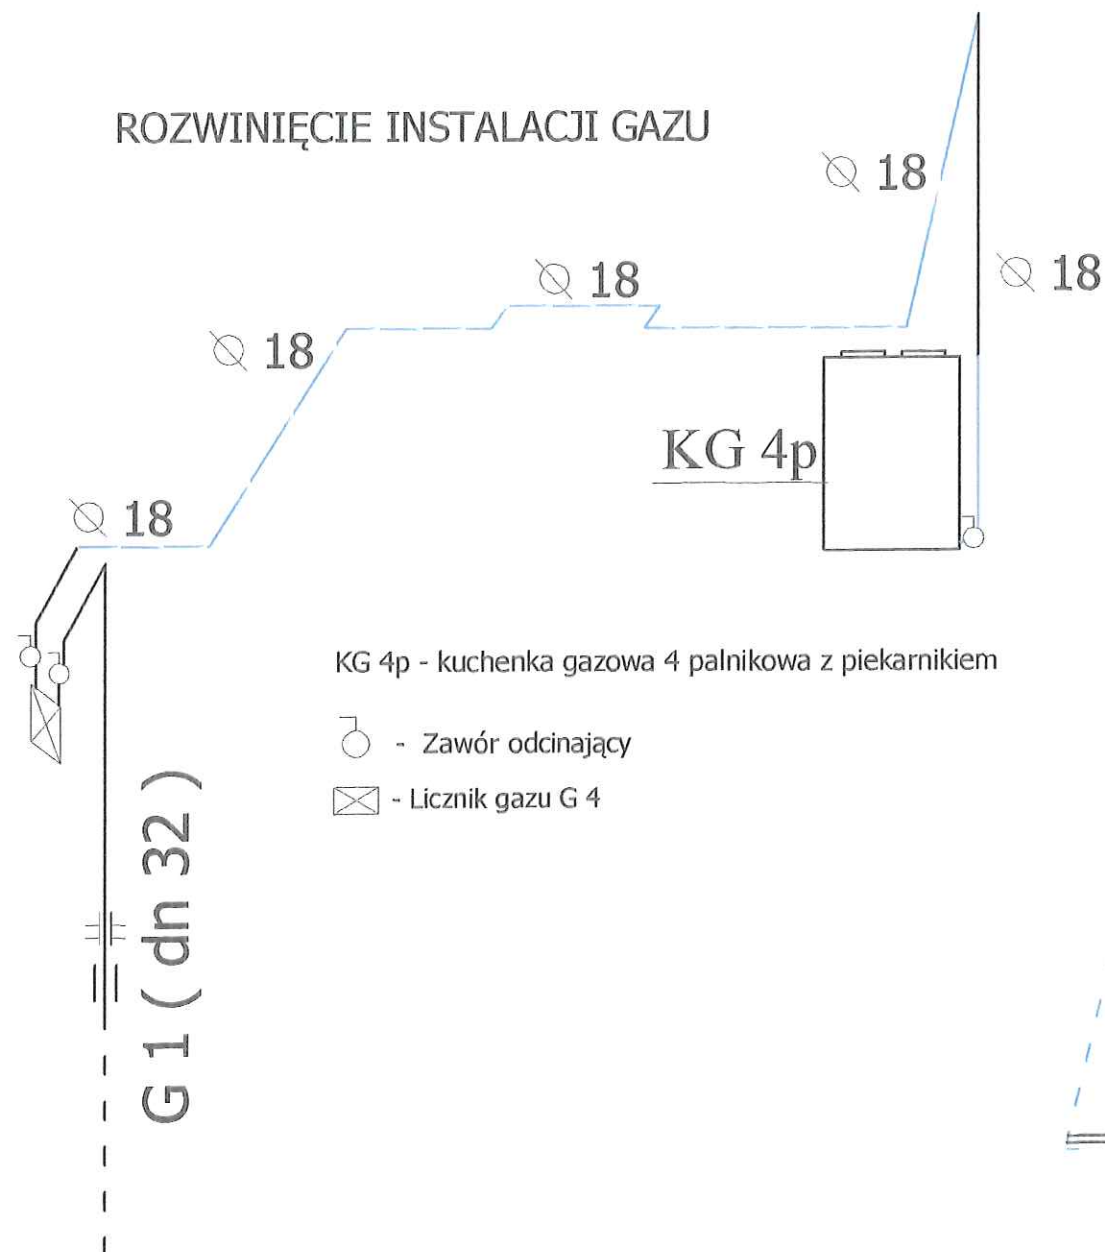 ROZWINIĘCIE INSTALACJI GAZU
⌀ 18
⌀ 18
⌀ 18
⌀ 18
KG 4p
⌀ 18
KG 4p - kuchenka gazowa 4 palnikowa z piekarnikiem
- Zawór odcinający
- Licznik gazu G 4
G 1 ( dn 32 )